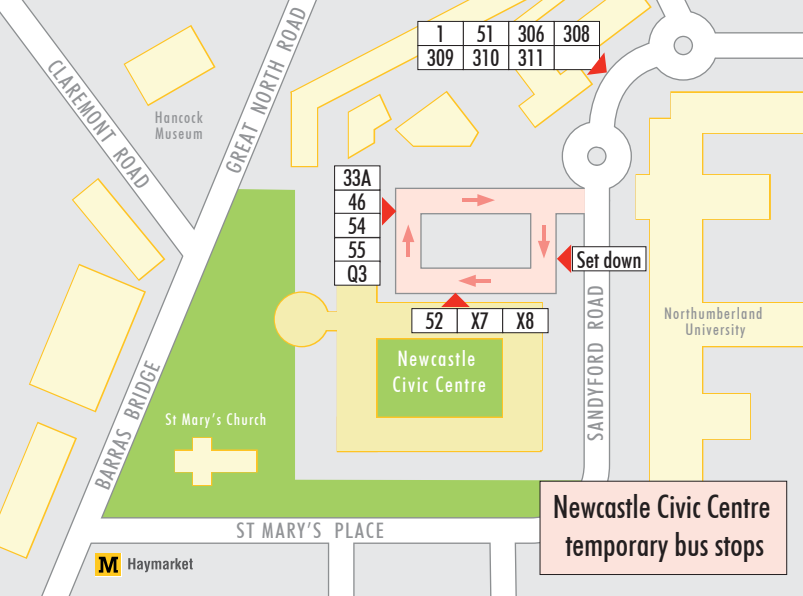 1 51 306 308
309 310 311
CLAREMONT ROAD
GREAT NORTH ROAD
Hancock
Museum
33A
46
54
55
Q3
Set down
52 X7 X8
Northumberland
University
SANDYFORD ROAD
Newcastle
Civic Centre
BARRAS BRIDGE
St Mary's Church
ST MARY'S PLACE
M Haymarket
Newcastle Civic Centre
temporary bus stops